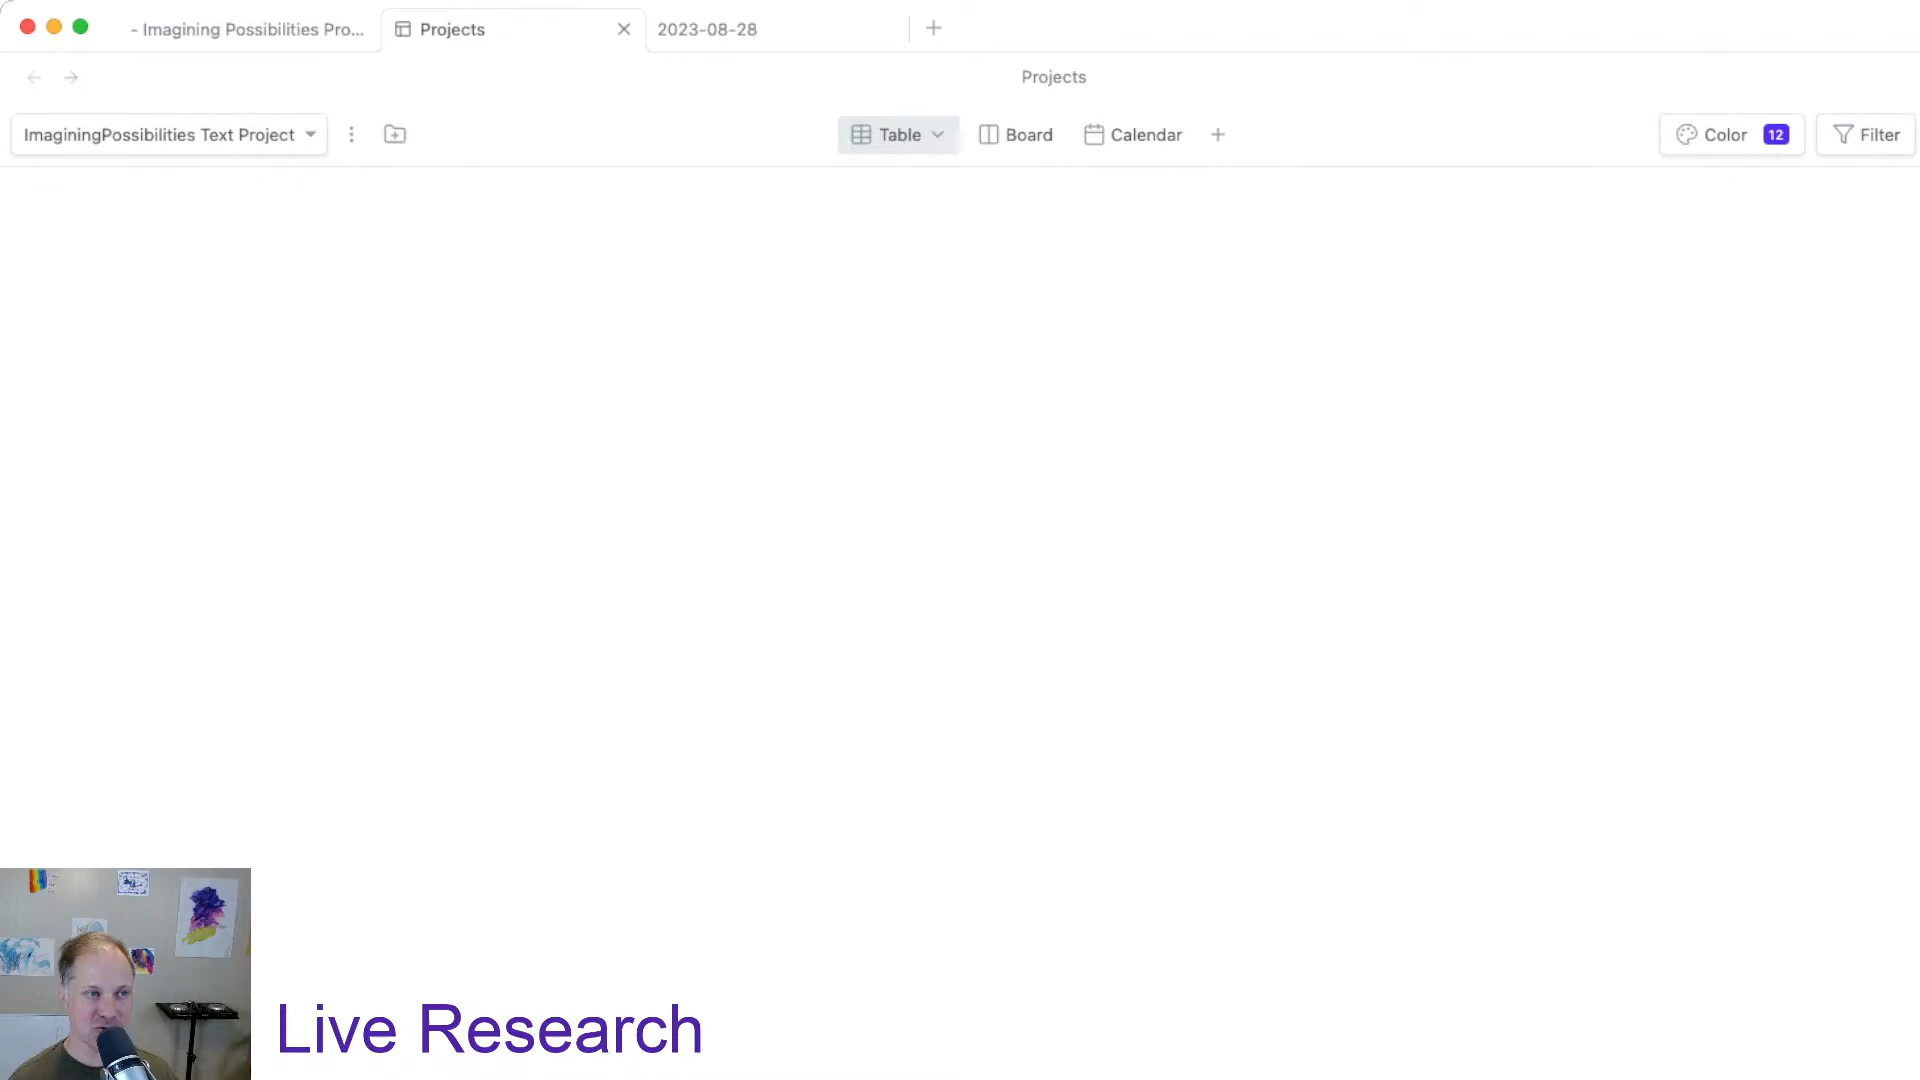 - Imagining Possibilities Pro...
Projects
2023-08-28
Projects
ImaginingPossibilities Text Project
Table
Board
Calendar
Color 12
Filter
Live Research